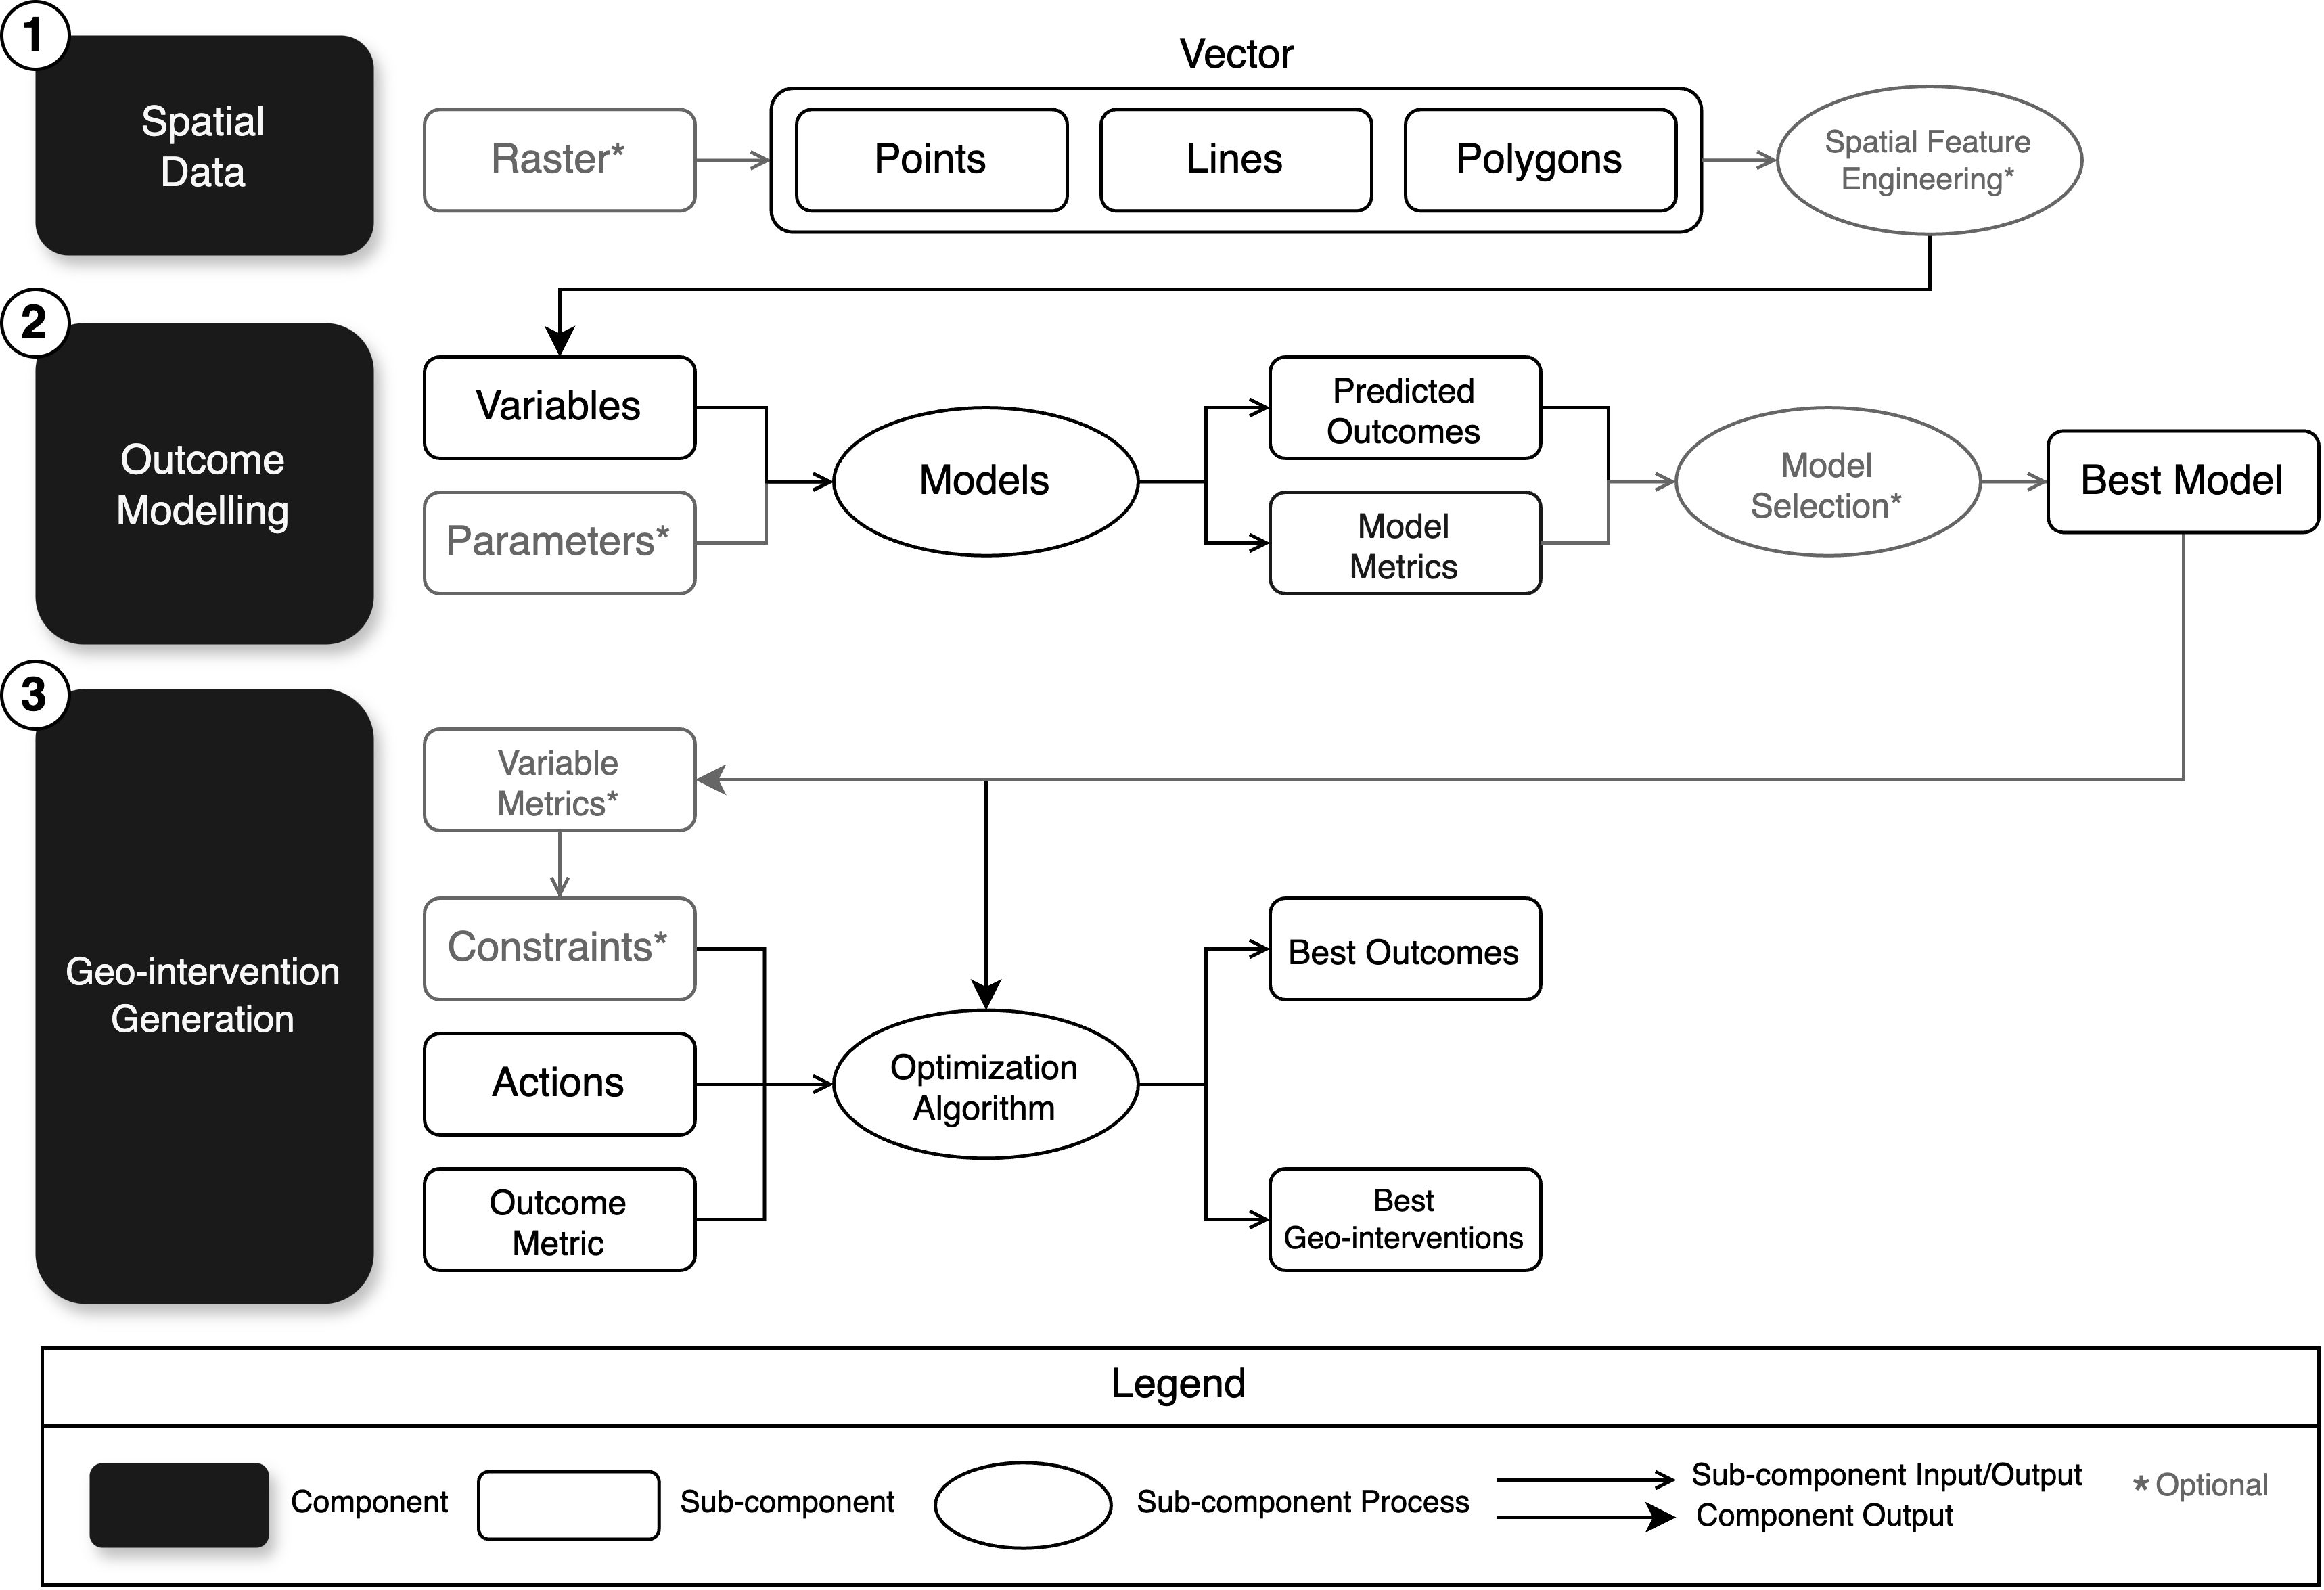 1
Spatial
Data
Vector
Raster*
Points
Lines
Polygons
Spatial Feature
Engineering*
2
Outcome
Modelling
Variables
Parameters*
Models
Predicted
Outcomes
Model
Metrics
Model
Selection*
Best Model
3
Geo-intervention
Generation
Variable
Metrics*
Constraints*
Actions
Outcome
Metric
Optimization
Algorithm
Best Outcomes
Best
Geo-interventions
Legend
Component
Sub-component
Sub-component Process
Sub-component Input/Output
Component Output
* Optional